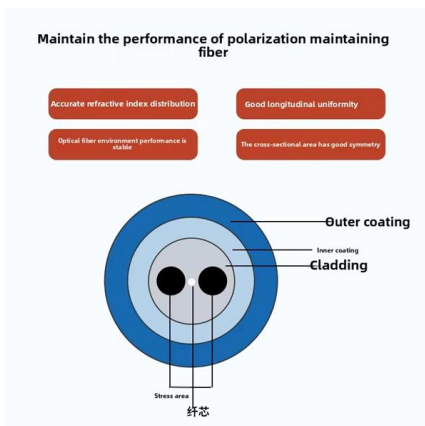 Maintain the performance of polarization maintaining
fiber
Accurate refractive index distribution
Good longitudinal uniformity
Optical fiber environment performance is
stable
The cross-sectional area has good symmetry
Outer coating
Inner coating
Cladding
Stress area
纤芯